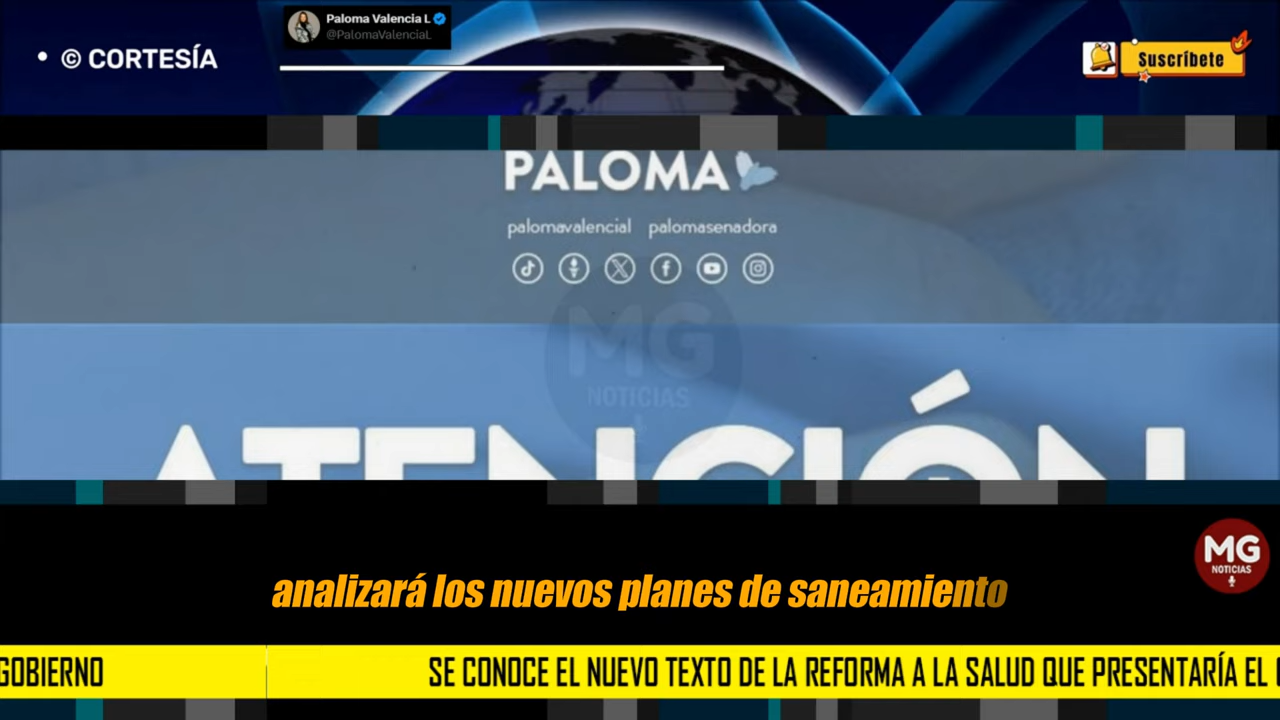 Paloma Valencia L
@PalomaValenciaL
• © CORTESÍA
Suscríbete
PALOMA
palomavalencial palomasenadora
MG
NOTICIAS
ATENCIÓN
MG
NOTICIAS
analizará los nuevos planes de saneamiento
GOBIERNO SE CONOCE EL NUEVO TEXTO DE LA REFORMA A LA SALUD QUE PRESENTARÍA EL